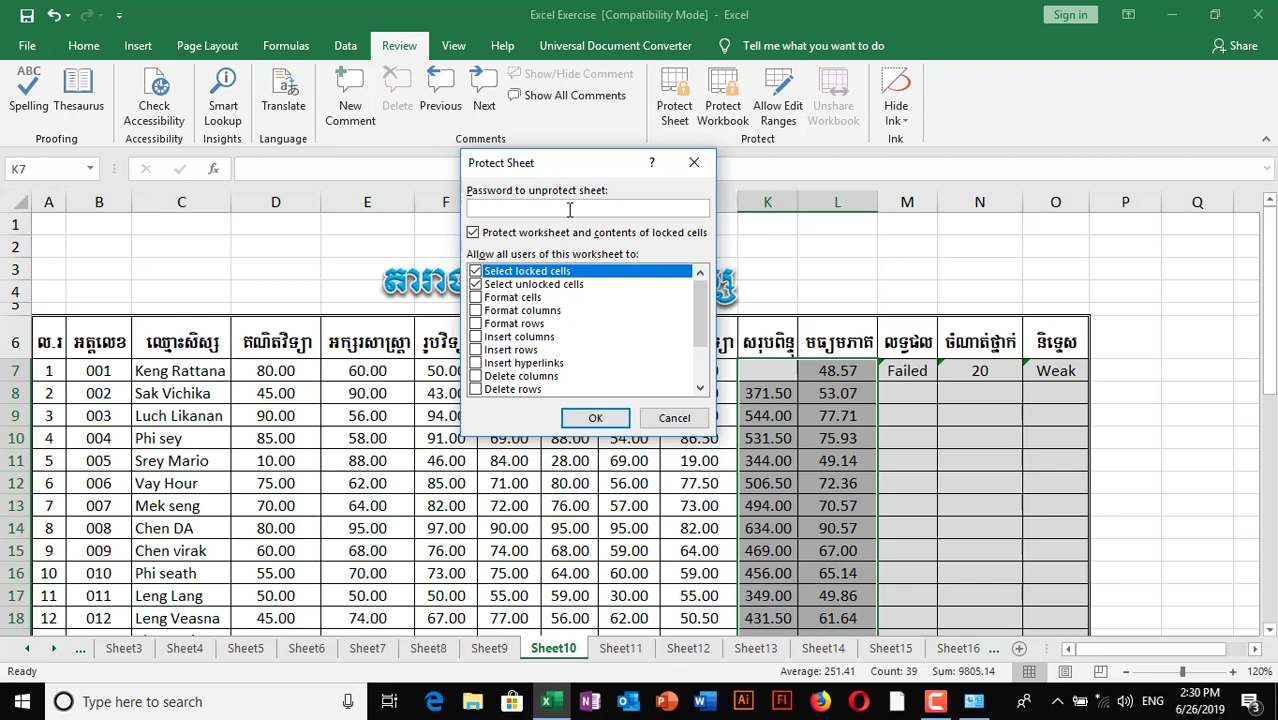 Excel Exercise [Compatibility Mode] - Excel
Sign in
File Home Insert Page Layout Formulas Data Review View Help Universal Document Converter Tell me what you want to do Share
ABC
Spelling Thesaurus Check Accessibility Smart Lookup Translate New Comment Delete Previous Next Show/Hide Comment Show All Comments Protect Sheet Protect Workbook Allow Edit Ranges Unshare Workbook Hide Ink
Proofing Accessibility Insights Language Comments Protect Ink
K7 fx
Protect Sheet ?
Password to unprotect sheet:
Protect worksheet and contents of locked cells
Allow all users of this worksheet to:
Select locked cells
Select unlocked cells
Format cells
Format columns
Format rows
Insert columns
Insert rows
Insert hyperlinks
Delete columns
Delete rows
OK Cancel
A B C D E F K L M N O P Q
1
2
3
4
5
6 ល.រ អត្តលេខ ឈ្មោះសិស្ស គណិតវិទ្យា អក្សរសាស្ត្រា សរុបពិន្ទុ មធ្យមភាគ លទ្ធផល ចំណាត់ថ្នាក់ និទ្ទេស
7 1 001 Keng Rattana 80.00 60.00 50.0 48.57 Failed 20 Weak
8 2 002 Sak Vichika 45.00 90.00 43.0 371.50 53.07
9 3 003 Luch Likanan 90.00 56.00 94.0 544.00 77.71
10 4 004 Phi sey 85.00 58.00 91.00 69.00 88.00 54.00 86.50 531.50 75.93
11 5 005 Srey Mario 10.00 88.00 46.00 84.00 28.00 69.00 19.00 344.00 49.14
12 6 006 Vay Hour 75.00 62.00 85.00 71.00 80.00 56.00 77.50 506.50 72.36
13 7 007 Mek seng 70.00 64.00 82.00 72.00 76.00 57.00 73.00 494.00 70.57
14 8 008 Chen DA 80.00 95.00 97.00 90.00 95.00 95.00 82.00 634.00 90.57
15 9 009 Chen virak 60.00 68.00 76.00 74.00 68.00 59.00 64.00 469.00 67.00
16 10 010 Phi seath 55.00 70.00 73.00 75.00 64.00 60.00 59.00 456.00 65.14
17 11 011 Leng Lang 50.00 50.00 55.00 59.00 50.00 30.00 55.00 349.00 49.86
18 12 012 Leng Veasna 45.00 74.00 67.00 77.00 56.00 62.00 50.50 431.50 61.64
... Sheet3 Sheet4 Sheet5 Sheet6 Sheet7 Sheet8 Sheet9 Sheet10 Sheet11 Sheet12 Sheet13 Sheet14 Sheet15 Sheet16 ...
Ready Average: 251.41 Count: 39 Sum: 9805.14 120%
Type here to search ENG 2:30 PM
6/26/2019